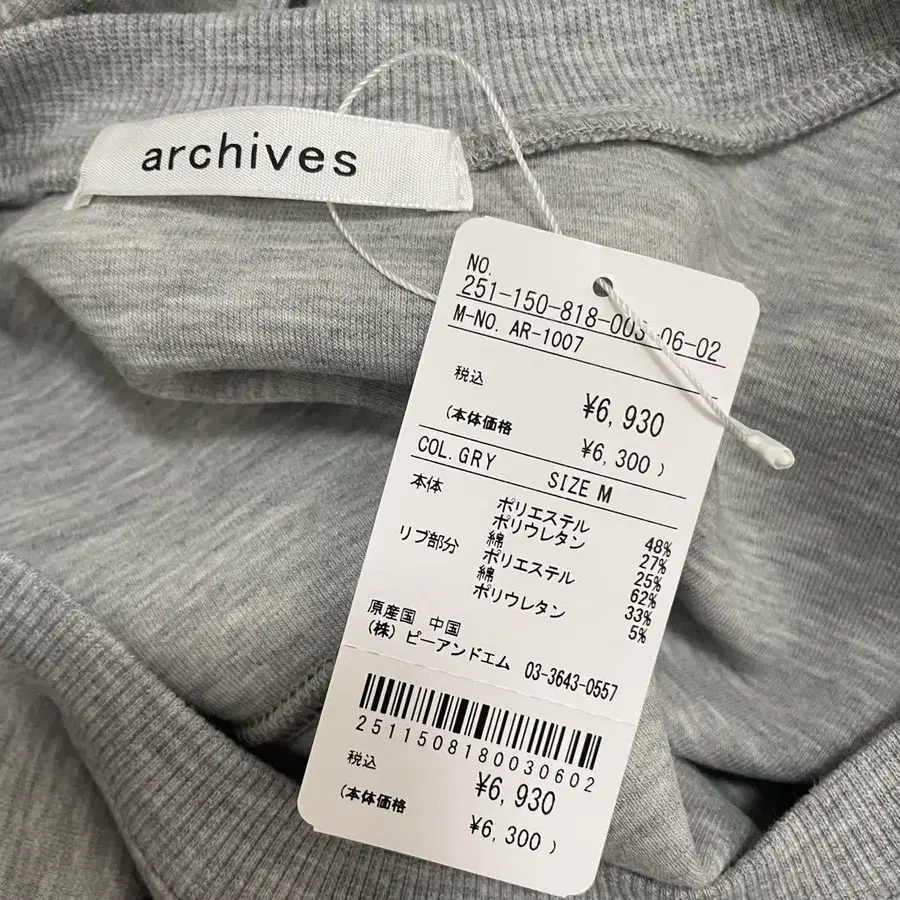 archives
NO.
251-150-818-003-06-02
M-NO. AR-1007
税込 ¥6,930
(本体価格 ¥6,300)
COL. GRY SIZE M
本体 ポリエステル 48%
ポリウレタン 27%
綿 25%
リブ部分 ポリエステル 62%
綿 33%
ポリウレタン 5%
原産国 中国
(株) ピーアンドエム 03-3643-0557
2511508180030602
税込 ¥6,930
(本体価格 ¥6,300)